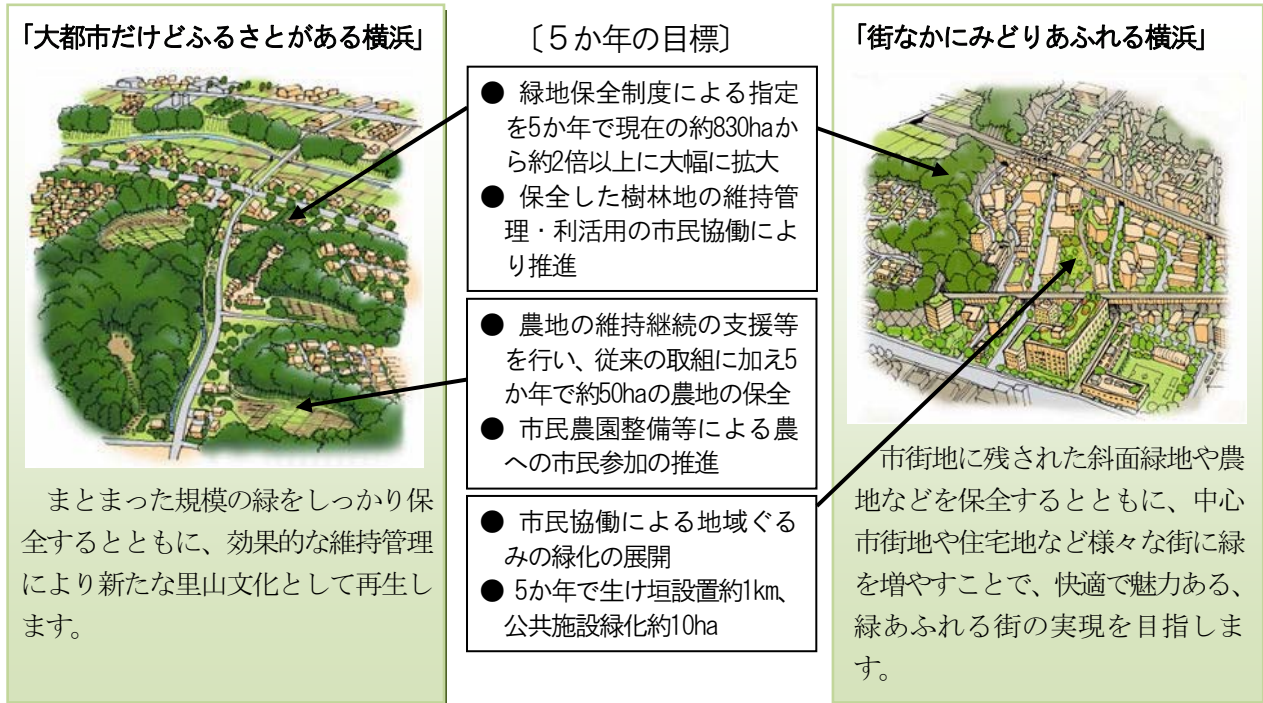 「大都市だけどふるさとがある横浜」
まとまった規模の緑をしっかり保
全するとともに、効果的な維持管理
により新たな里山文化として再生し
ます。
〔５か年の目標〕
● 緑地保全制度による指定
を5か年で現在の約830haか
ら約2倍以上に大幅に拡大
● 保全した樹林地の維持管
理・利活用の市民協働によ
り推進
● 農地の維持継続の支援等
を行い、従来の取組に加え5
か年で約50haの農地の保全
● 市民農園整備等による農
への市民参加の推進
● 市民協働による地域ぐる
みの緑化の展開
● 5か年で生け垣設置約1km、
公共施設緑化約10ha
「街なかにみどりあふれる横浜」
市街地に残された斜面緑地や農
地などを保全するとともに、中心
市街地や住宅地など様々な街に緑
を増やすことで、快適で魅力ある、
緑あふれる街の実現を目指しま
す。